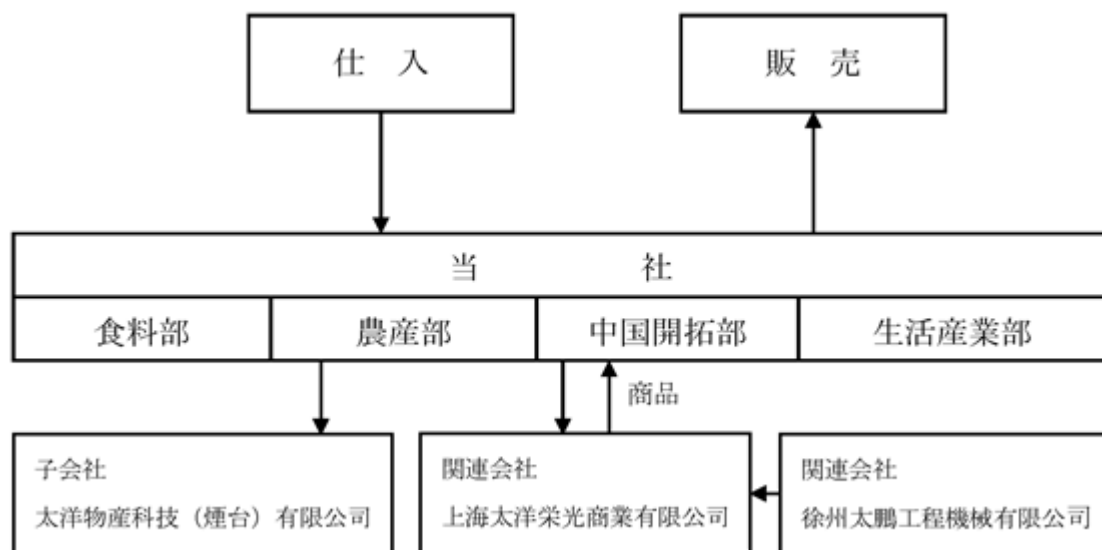 仕　入
販　売
当　社
食料部
農産部
中国開拓部
生活産業部
商品
子会社
太洋物産科技（煙台）有限公司
関連会社
上海太洋栄光商業有限公司
関連会社
徐州太鵬工程機械有限公司